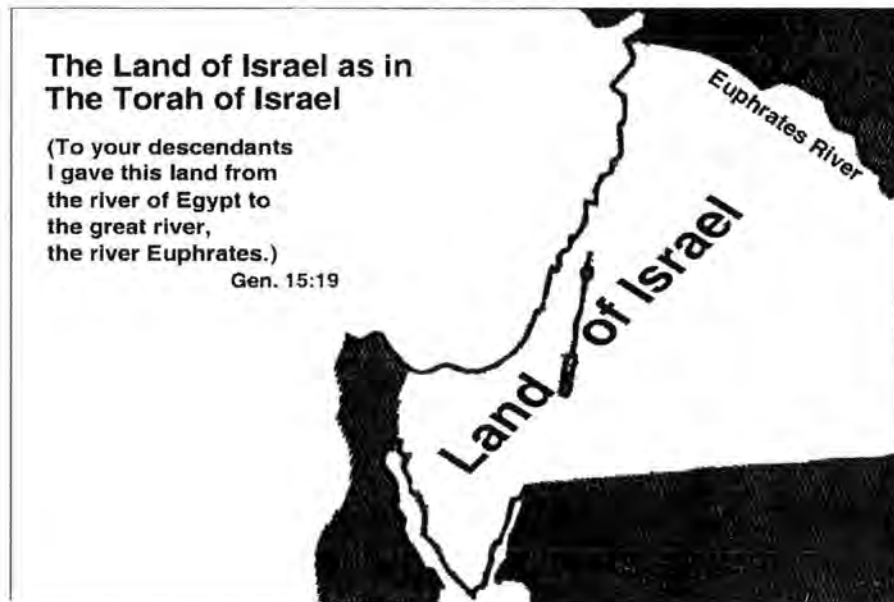 The Land of Israel as in
The Torah of Israel
(To your descendants
I gave this land from
the river of Egypt to
the great river,
the river Euphrates.)
Gen. 15:19
Euphrates River
Land of Israel